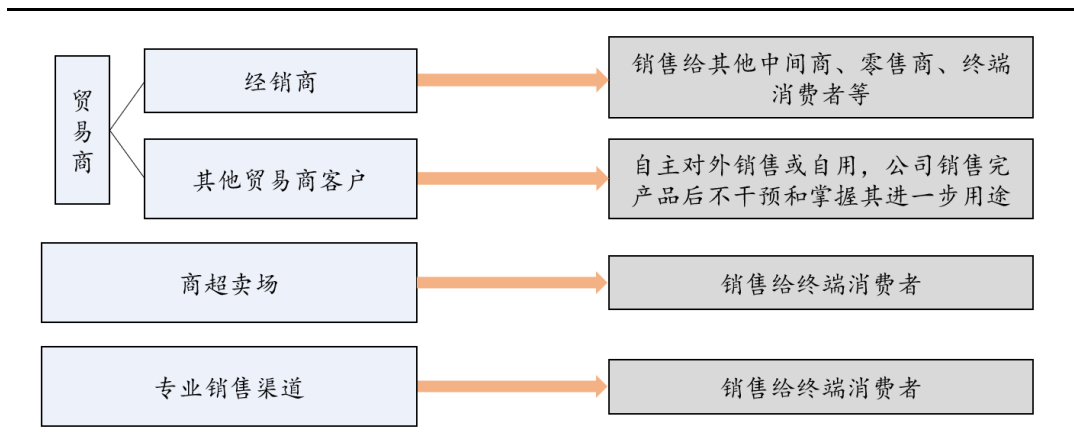 贸易商
经销商
销售给其他中间商、零售商、终端
消费者等
其他贸易商客户
自主对外销售或自用，公司销售完
产品后不干预和掌握其进一步用途
商超卖场
销售给终端消费者
专业销售渠道
销售给终端消费者